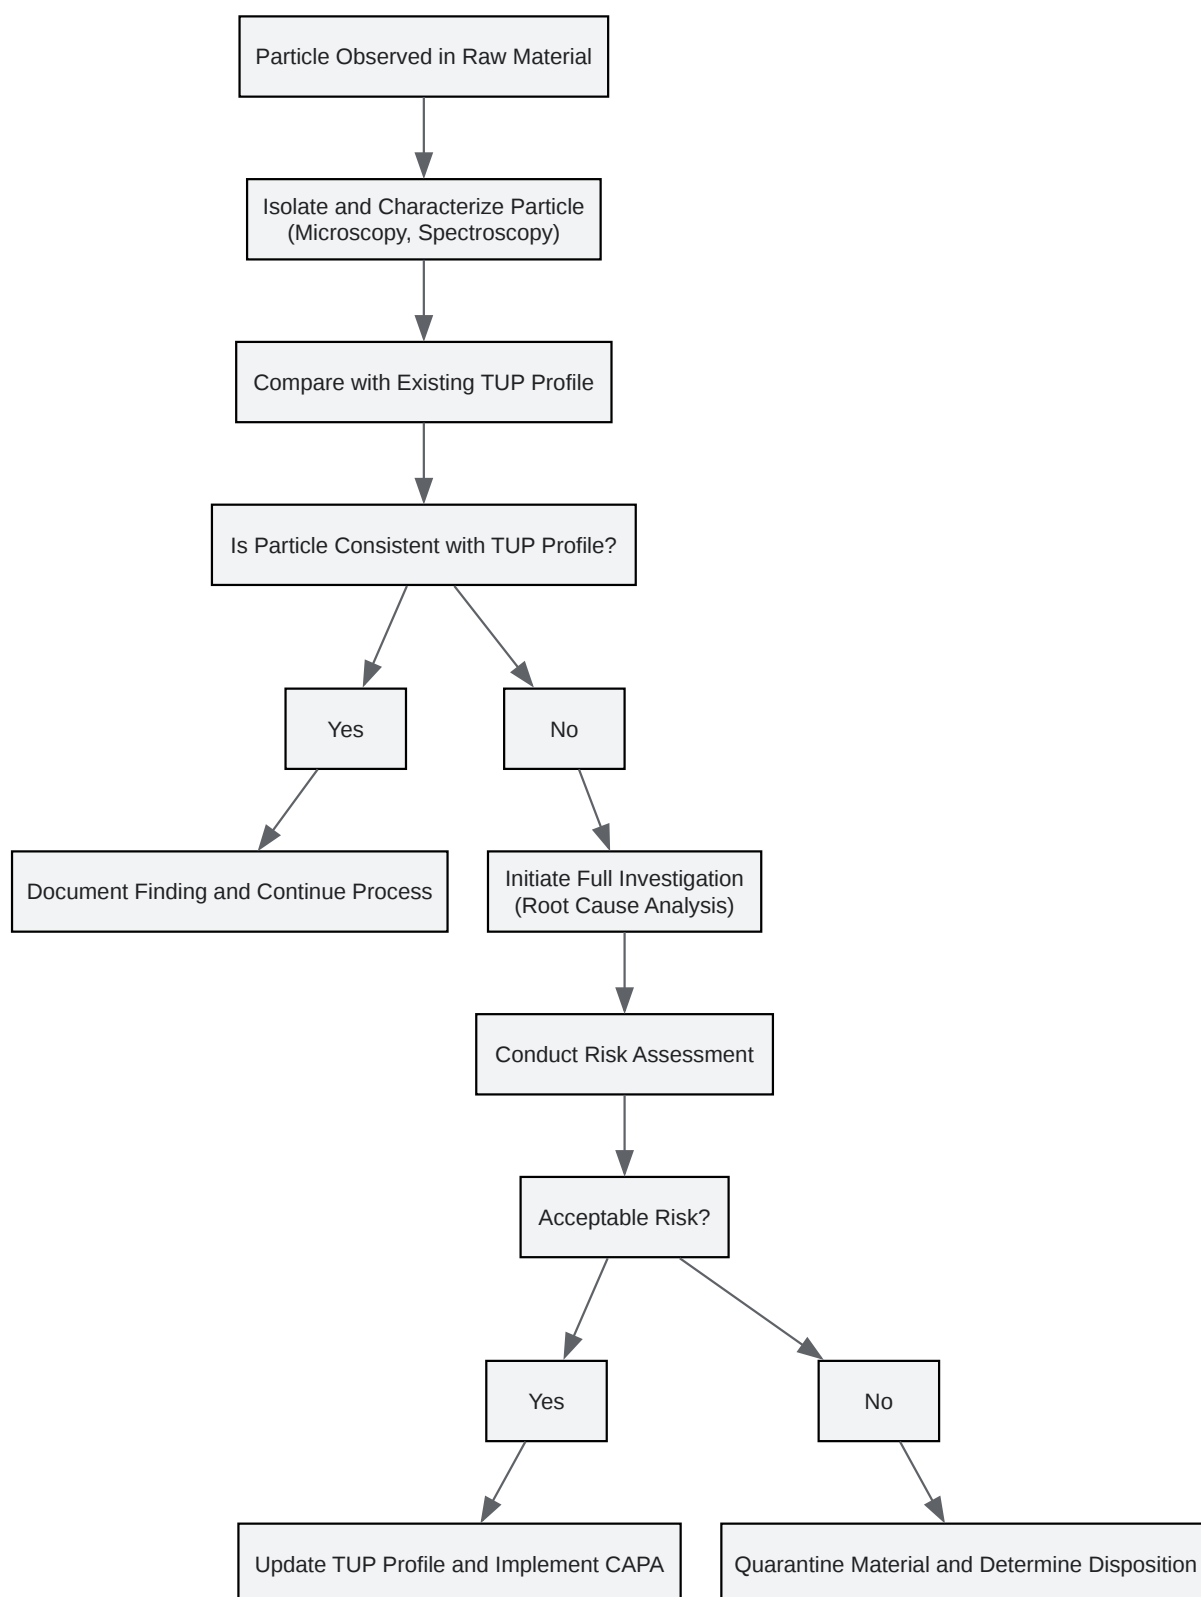 Particle Observed in Raw Material
Isolate and Characterize Particle
(Microscopy, Spectroscopy)
Compare with Existing TUP Profile
Is Particle Consistent with TUP Profile?
Yes
No
Document Finding and Continue Process
Initiate Full Investigation
(Root Cause Analysis)
Conduct Risk Assessment
Acceptable Risk?
Yes
No
Update TUP Profile and Implement CAPA
Quarantine Material and Determine Disposition